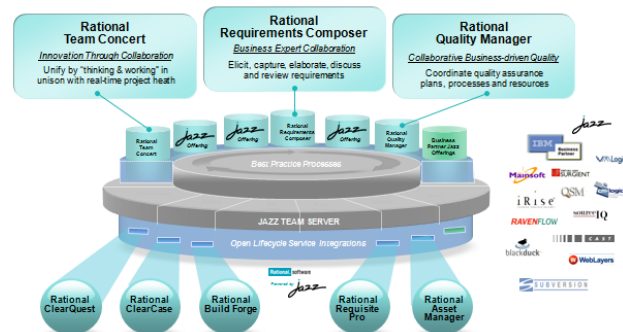 Rational
Team Concert
Innovation Through Collaboration
Unify by "thinking & working" in
unison with real-time project heath
Rational
Requirements Composer
Business Expert Collaboration
Elicit, capture, elaborate, discuss
and review requirements
Rational
Quality Manager
Collaborative Business-driven Quality
Coordinate quality assurance
plans, processes and resources
Rational
Team
Concert
Jazz
Offering
Jazz
Offering
Rational
Requirements
Composer
Jazz
Offering
Rational
Quality
Manager
Business
Partner Jazz
Offerings
Best Practice Processes
JAZZ TEAM SERVER
Open Lifecycle Service Integrations
Rational software
Powered by
Jazz
Rational
ClearQuest
Rational
ClearCase
Rational
Build Forge
Rational
Requisite
Pro
Rational
Asset
Manager
Jazz
IBM
Business
Partner
Mainsoft
SURGENT
iRise
QSM
RAVENFLOW
IQ
blackduck
CAST
WebLayers
SUBVERSION